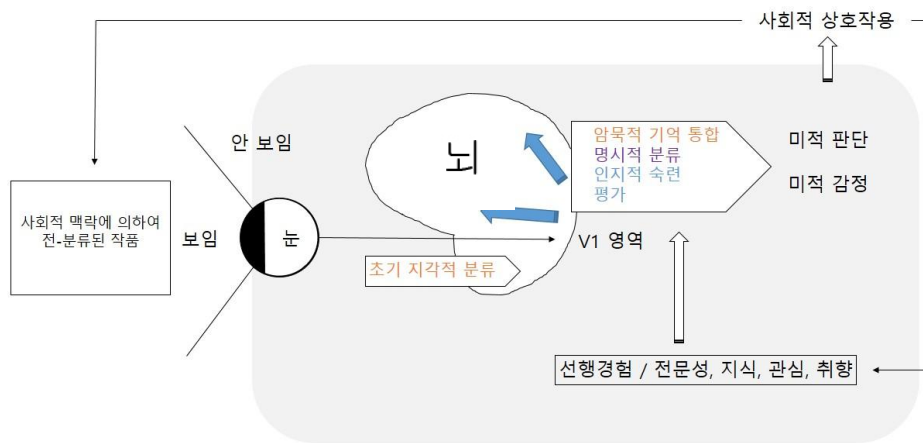 사회적 상호작용
안 보임
뇌
암묵적 기억 통합
명시적 분류
인지적 숙련
평가
미적 판단
미적 감정
사회적 맥락에 의하여
전-분류된 작품
보임
눈
V1 영역
초기 지각적 분류
선행경험 / 전문성, 지식, 관심, 취향